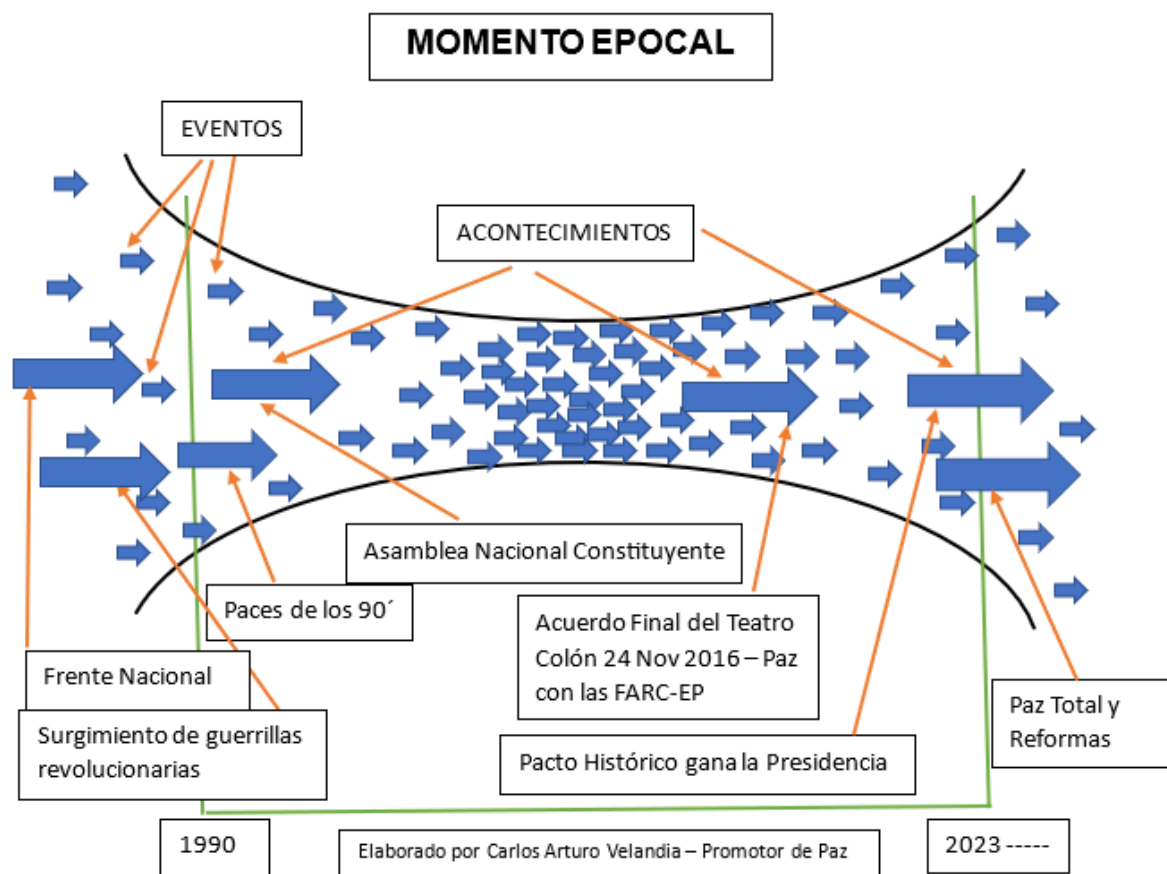 MOMENTO EPOCAL
EVENTOS
ACONTECIMIENTOS
Asamblea Nacional Constituyente
Paces de los 90´
Acuerdo Final del Teatro
Colón 24 Nov 2016 – Paz
con las FARC-EP
Frente Nacional
Surgimiento de guerrillas
revolucionarias
Pacto Histórico gana la Presidencia
Paz Total y
Reformas
1990
Elaborado por Carlos Arturo Velandia – Promotor de Paz
2023 -----